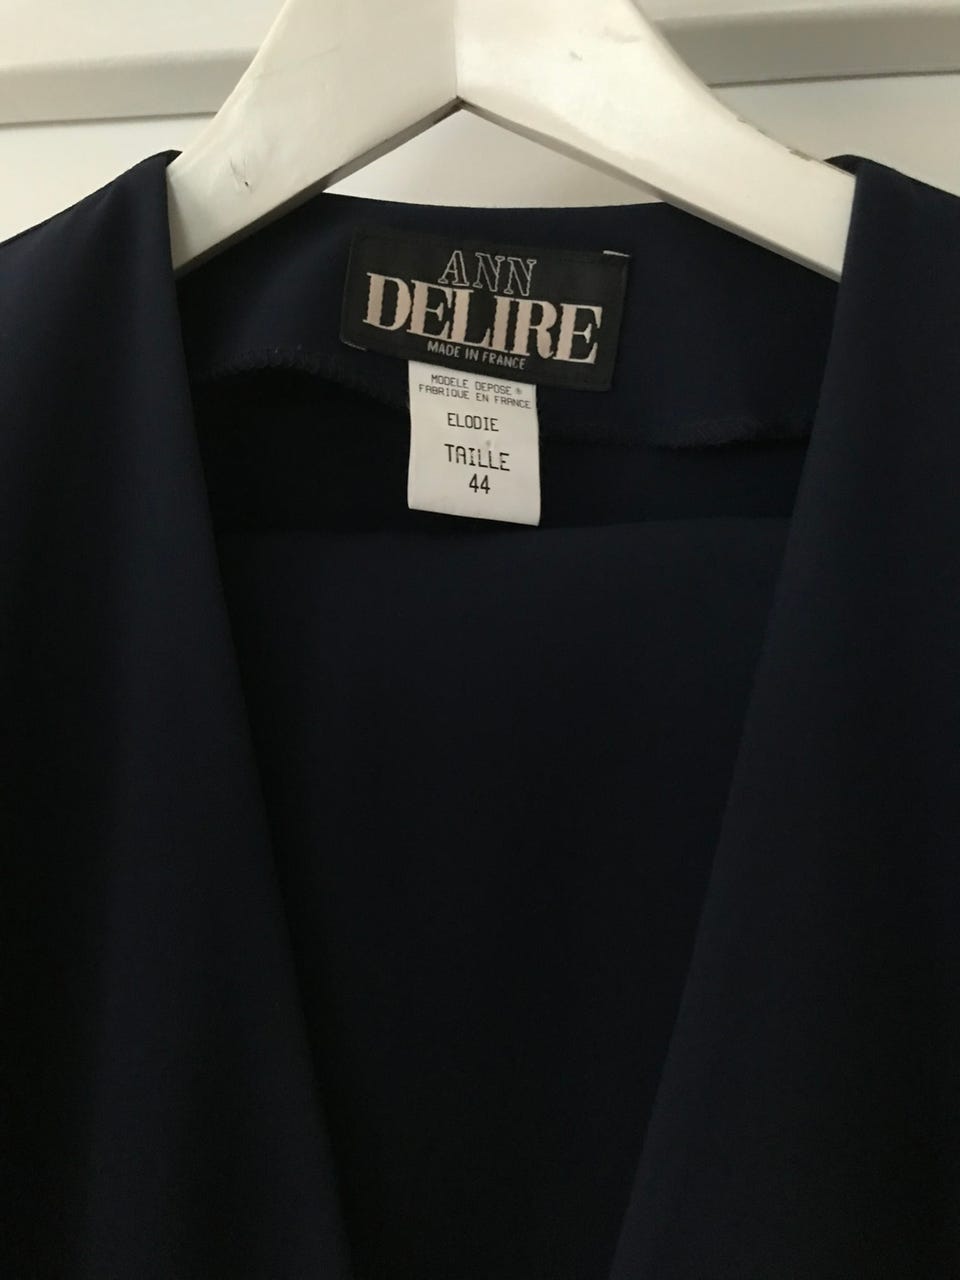 ANN
DELIRE
MADE IN FRANCE
MODELE DEPOSE ®
FABRIQUE EN FRANCE
ELODIE
TAILLE
44